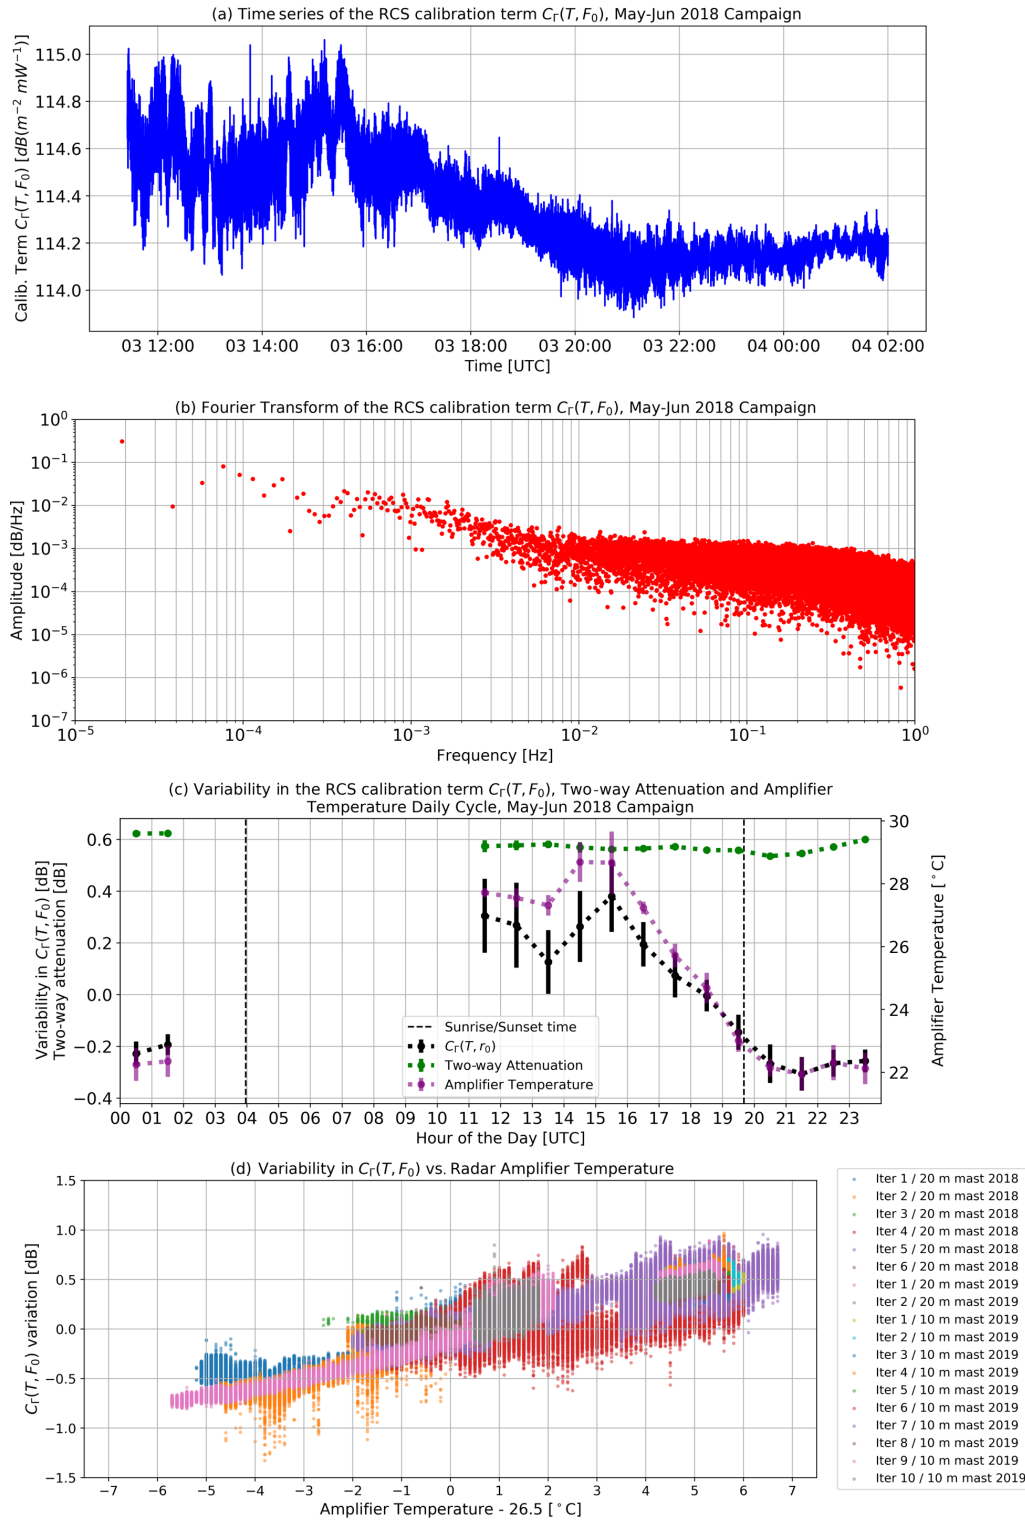 (a) Time series of the RCS calibration term C_Γ(T, F_0), May-Jun 2018 Campaign
Calib. Term C_Γ(T, F_0) [dB(m^−2 mW^−1)]
115.0
114.8
114.6
114.4
114.2
114.0
03 12:00 03 14:00 03 16:00 03 18:00 03 20:00 03 22:00 04 00:00 04 02:00
Time [UTC]
(b) Fourier Transform of the RCS calibration term C_Γ(T, F_0), May-Jun 2018 Campaign
Amplitude [dB/Hz]
10^0
10^−1
10^−2
10^−3
10^−4
10^−5
10^−6
10^−7
10^−5 10^−4 10^−3 10^−2 10^−1 10^0
Frequency [Hz]
(c) Variability in the RCS calibration term C_Γ(T, F_0), Two-way Attenuation and Amplifier
Temperature Daily Cycle, May-Jun 2018 Campaign
Variability in C_Γ(T, F_0) [dB]
Two-way attenuation [dB]
0.6
0.4
0.2
0.0
−0.2
−0.4
30
28
26
24
22
Amplifier Temperature [°C]
Sunrise/Sunset time
C_Γ(T, r_0)
Two-way Attenuation
Amplifier Temperature
00 01 02 03 04 05 06 07 08 09 10 11 12 13 14 15 16 17 18 19 20 21 22 23
Hour of the Day [UTC]
(d) Variability in C_Γ(T, F_0) vs. Radar Amplifier Temperature
C_Γ(T, F_0) variation [dB]
1.5
1.0
0.5
0.0
−0.5
−1.0
−1.5
−7 −6 −5 −4 −3 −2 −1 0 1 2 3 4 5 6 7
Amplifier Temperature - 26.5 [°C]
Iter 1 / 20 m mast 2018
Iter 2 / 20 m mast 2018
Iter 3 / 20 m mast 2018
Iter 4 / 20 m mast 2018
Iter 5 / 20 m mast 2018
Iter 6 / 20 m mast 2018
Iter 1 / 20 m mast 2019
Iter 2 / 20 m mast 2019
Iter 1 / 10 m mast 2019
Iter 2 / 10 m mast 2019
Iter 3 / 10 m mast 2019
Iter 4 / 10 m mast 2019
Iter 5 / 10 m mast 2019
Iter 6 / 10 m mast 2019
Iter 7 / 10 m mast 2019
Iter 8 / 10 m mast 2019
Iter 9 / 10 m mast 2019
Iter 10 / 10 m mast 2019